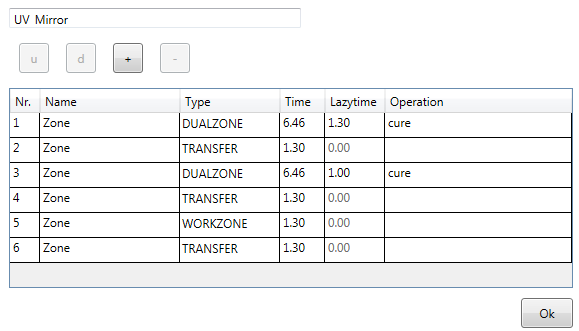 UV Mirror
u d + -
Nr. Name Type Time Lazytime Operation
1 Zone DUALZONE 6.46 1.30 cure
2 Zone TRANSFER 1.30 0.00
3 Zone DUALZONE 6.46 1.00 cure
4 Zone TRANSFER 1.30 0.00
5 Zone WORKZONE 1.30 0.00
6 Zone TRANSFER 1.30 0.00
Ok